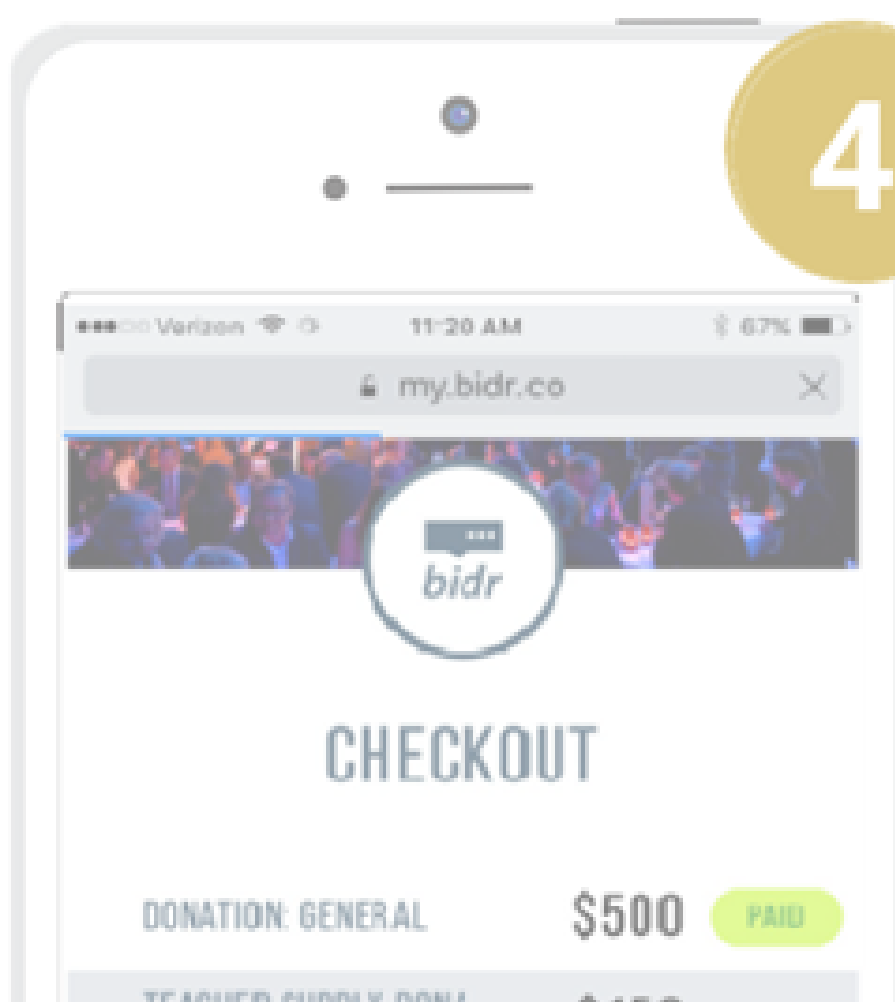 4
Verizon 11:20 AM 67%
my.bidr.co
bidr
CHECKOUT
DONATION: GENERAL $500 PAID